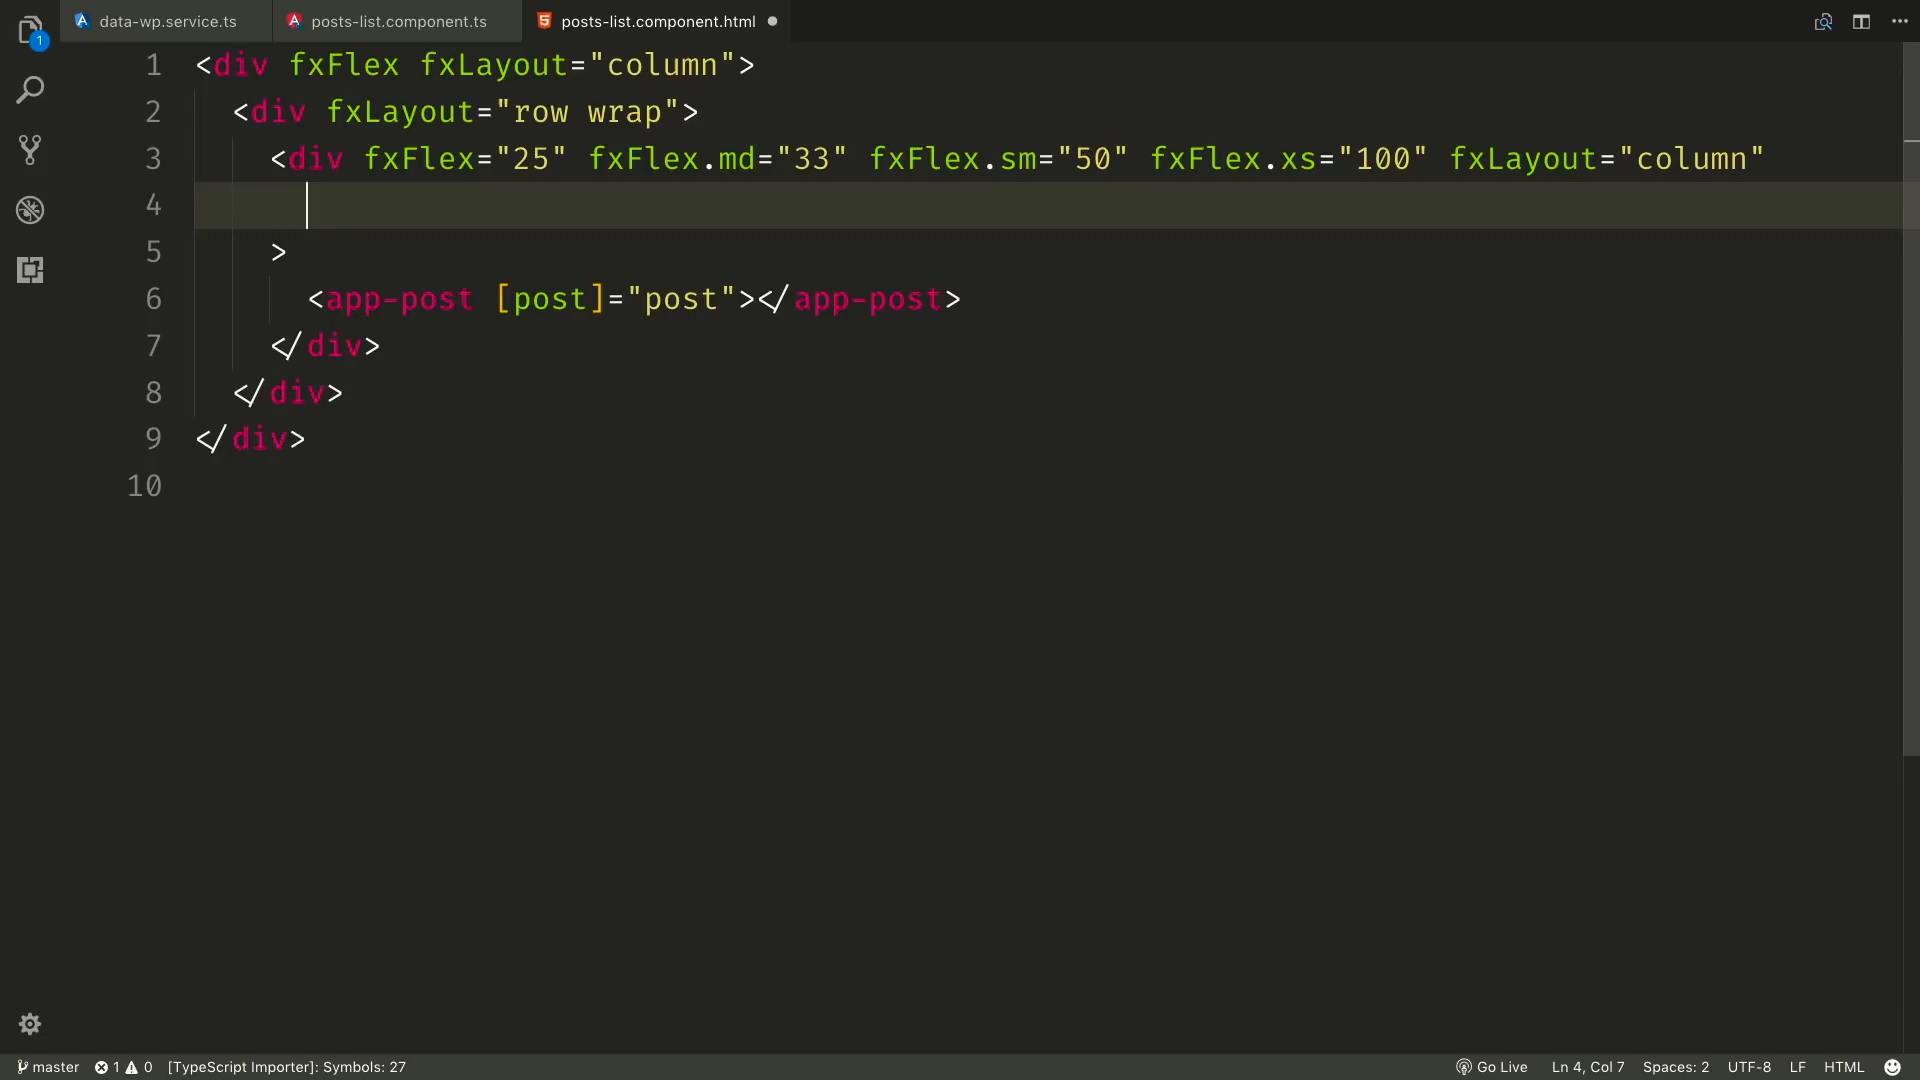 data-wp.service.ts posts-list.component.ts posts-list.component.html
1
1 <div fxFlex fxLayout="column">
2 <div fxLayout="row wrap">
3 <div fxFlex="25" fxFlex.md="33" fxFlex.sm="50" fxFlex.xs="100" fxLayout="column"
4
5 >
6 <app-post [post]="post"></app-post>
7 </div>
8 </div>
9 </div>
10
master 1 0 [TypeScript Importer]: Symbols: 27 Go Live Ln 4, Col 7 Spaces: 2 UTF-8 LF HTML